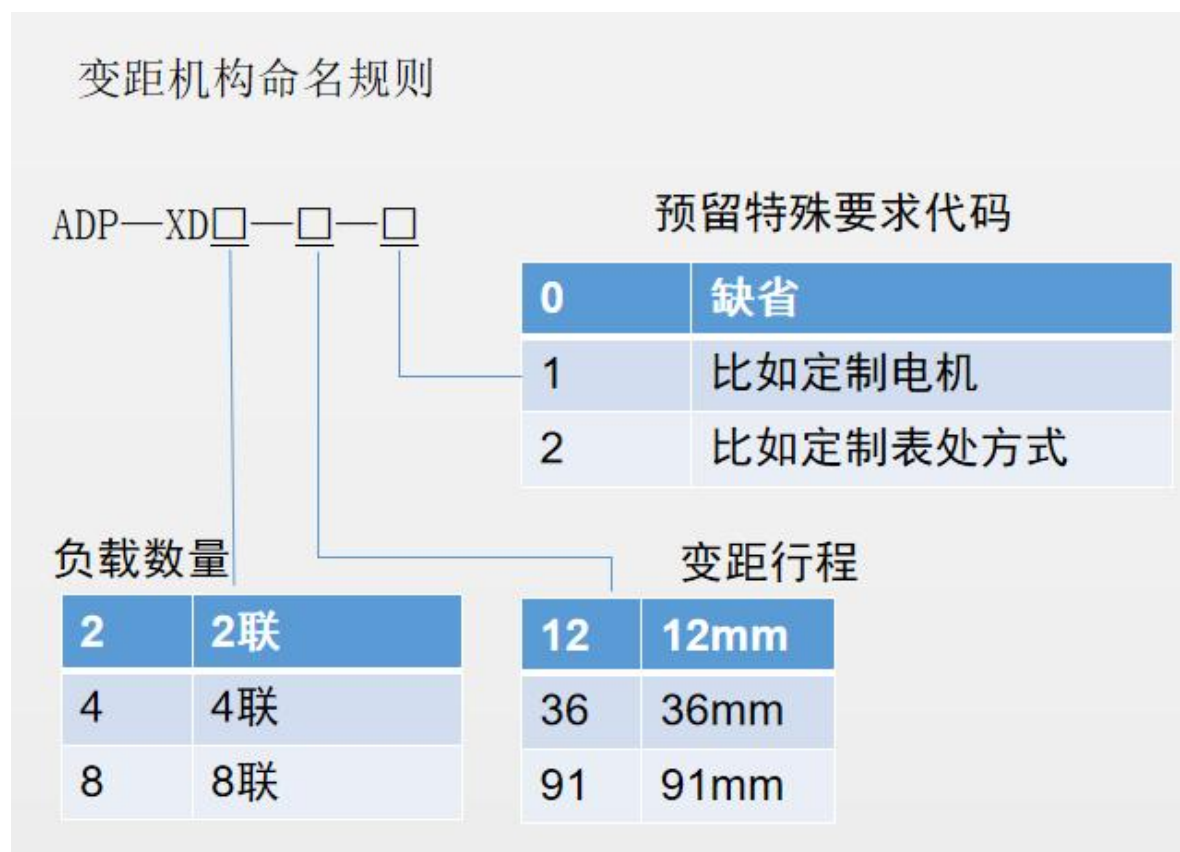 变距机构命名规则
ADP—XD□—□—□
预留特殊要求代码
0 缺省
1 比如定制电机
2 比如定制表处方式
负载数量
2 2联
4 4联
8 8联
变距行程
12 12mm
36 36mm
91 91mm